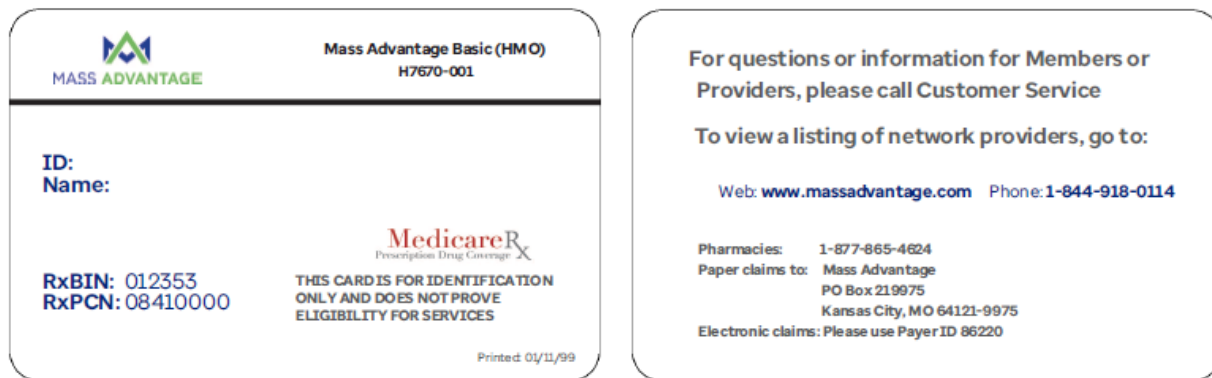 MASS ADVANTAGE
Mass Advantage Basic (HMO)
H7670-001
ID:
Name:
MedicareRx
Prescription Drug Coverage
RxBIN: 012353
RxPCN: 08410000
THIS CARD IS FOR IDENTIFICATION
ONLY AND DOES NOT PROVE
ELIGIBILITY FOR SERVICES
Printed: 01/11/99
For questions or information for Members or
Providers, please call Customer Service
To view a listing of network providers, go to:
Web: www.massadvantage.com Phone: 1-844-918-0114
Pharmacies: 1-877-865-4624
Paper claims to: Mass Advantage
PO Box 219975
Kansas City, MO 64121-9975
Electronic claims: Please use Payer ID 86220